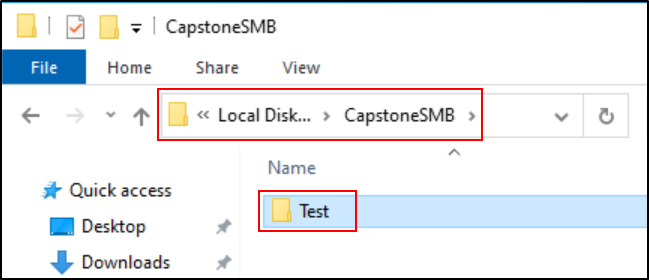 CapstoneSMB
File Home Share View
« Local Disk... > CapstoneSMB >
Name
Quick access
Test
Desktop
Downloads